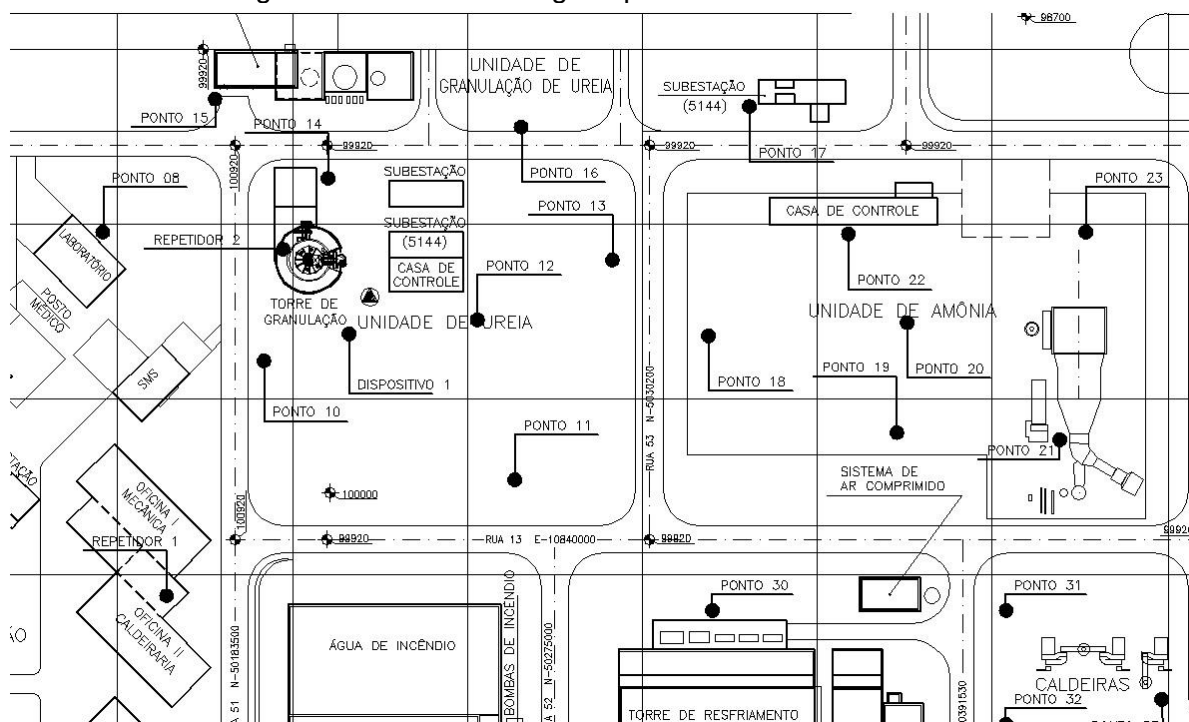 98700
99920
UNIDADE DE
GRANULAÇÃO DE UREIA
SUBESTAÇÃO
(5144)
PONTO 15
PONTO 14
99920
99920
PONTO 17
99920
100920
PONTO 08
SUBESTAÇÃO
PONTO 16
PONTO 23
PONTO 13
CASA DE CONTROLE
SUBESTAÇÃO
(5144)
REPETIDOR 2
LABORATÓRIO
CASA DE
CONTROLE
PONTO 12
PONTO 22
POSTO
MÉDICO
TORRE DE
GRANULAÇÃO
UNIDADE DE UREIA
UNIDADE DE AMÔNIA
SMS
DISPOSITIVO 1
PONTO 18
PONTO 19
PONTO 20
PONTO 10
RUA 53 N-5030200
PONTO 11
PONTO 21
SISTEMA DE
AR COMPRIMIDO
OFICINA I
MECÂNICA
100000
100920
99920
RUA 13 E-10840000
99920
9992
REPETIDOR 1
PONTO 30
PONTO 31
OFICINA II
CALDEIRARIA
ÁGUA DE INCÊNDIO
BOMBAS DE INCÊNDIO
51 N-50183500
52 N-50275000
CALDEIRAS
PONTO 32
TORRE DE RESFRIAMENTO
0391530